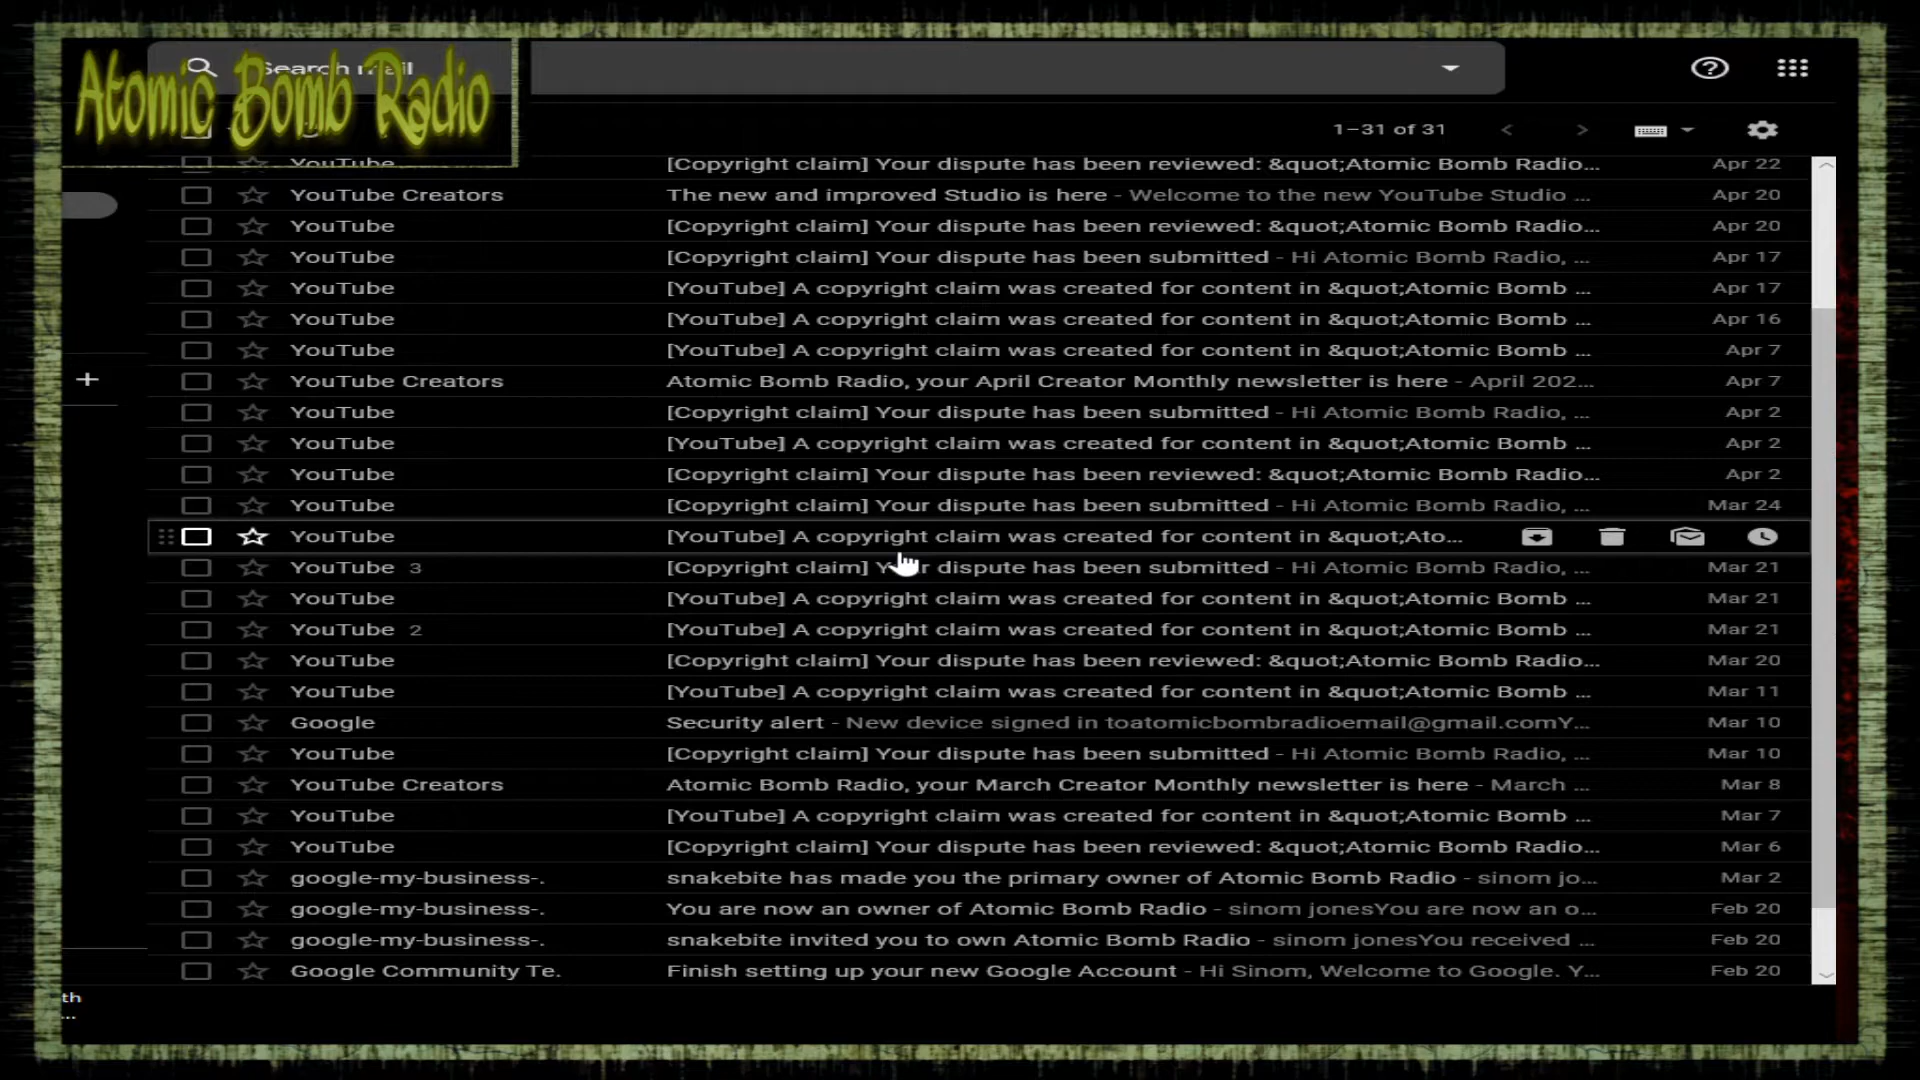 Atomic Bomb Radio
Search mail
1–31 of 31
YouTube [Copyright claim] Your dispute has been reviewed: &quot;Atomic Bomb Radio... Apr 22
YouTube Creators The new and improved Studio is here - Welcome to the new YouTube Studio ... Apr 20
YouTube [Copyright claim] Your dispute has been reviewed: &quot;Atomic Bomb Radio... Apr 20
YouTube [Copyright claim] Your dispute has been submitted - Hi Atomic Bomb Radio, ... Apr 17
YouTube [YouTube] A copyright claim was created for content in &quot;Atomic Bomb ... Apr 17
YouTube [YouTube] A copyright claim was created for content in &quot;Atomic Bomb ... Apr 16
YouTube [YouTube] A copyright claim was created for content in &quot;Atomic Bomb ... Apr 7
YouTube Creators Atomic Bomb Radio, your April Creator Monthly newsletter is here - April 202... Apr 7
YouTube [Copyright claim] Your dispute has been submitted - Hi Atomic Bomb Radio, ... Apr 2
YouTube [YouTube] A copyright claim was created for content in &quot;Atomic Bomb ... Apr 2
YouTube [Copyright claim] Your dispute has been reviewed: &quot;Atomic Bomb Radio... Apr 2
YouTube [Copyright claim] Your dispute has been submitted - Hi Atomic Bomb Radio, ... Mar 24
YouTube [YouTube] A copyright claim was created for content in &quot;Ato...
YouTube 3 [Copyright claim] Your dispute has been submitted - Hi Atomic Bomb Radio, ... Mar 21
YouTube [YouTube] A copyright claim was created for content in &quot;Atomic Bomb ... Mar 21
YouTube 2 [YouTube] A copyright claim was created for content in &quot;Atomic Bomb ... Mar 21
YouTube [Copyright claim] Your dispute has been reviewed: &quot;Atomic Bomb Radio... Mar 20
YouTube [YouTube] A copyright claim was created for content in &quot;Atomic Bomb ... Mar 11
Google Security alert - New device signed in toatomicbombradioemail@gmail.comY... Mar 10
YouTube [Copyright claim] Your dispute has been submitted - Hi Atomic Bomb Radio, ... Mar 10
YouTube Creators Atomic Bomb Radio, your March Creator Monthly newsletter is here - March ... Mar 8
YouTube [YouTube] A copyright claim was created for content in &quot;Atomic Bomb ... Mar 7
YouTube [Copyright claim] Your dispute has been reviewed: &quot;Atomic Bomb Radio... Mar 6
google-my-business-. snakebite has made you the primary owner of Atomic Bomb Radio - sinom jo... Mar 2
google-my-business-. You are now an owner of Atomic Bomb Radio - sinom jonesYou are now an o... Feb 20
google-my-business-. snakebite invited you to own Atomic Bomb Radio - sinom jonesYou received ... Feb 20
Google Community Te. Finish setting up your new Google Account - Hi Sinom, Welcome to Google. Y... Feb 20
th
...